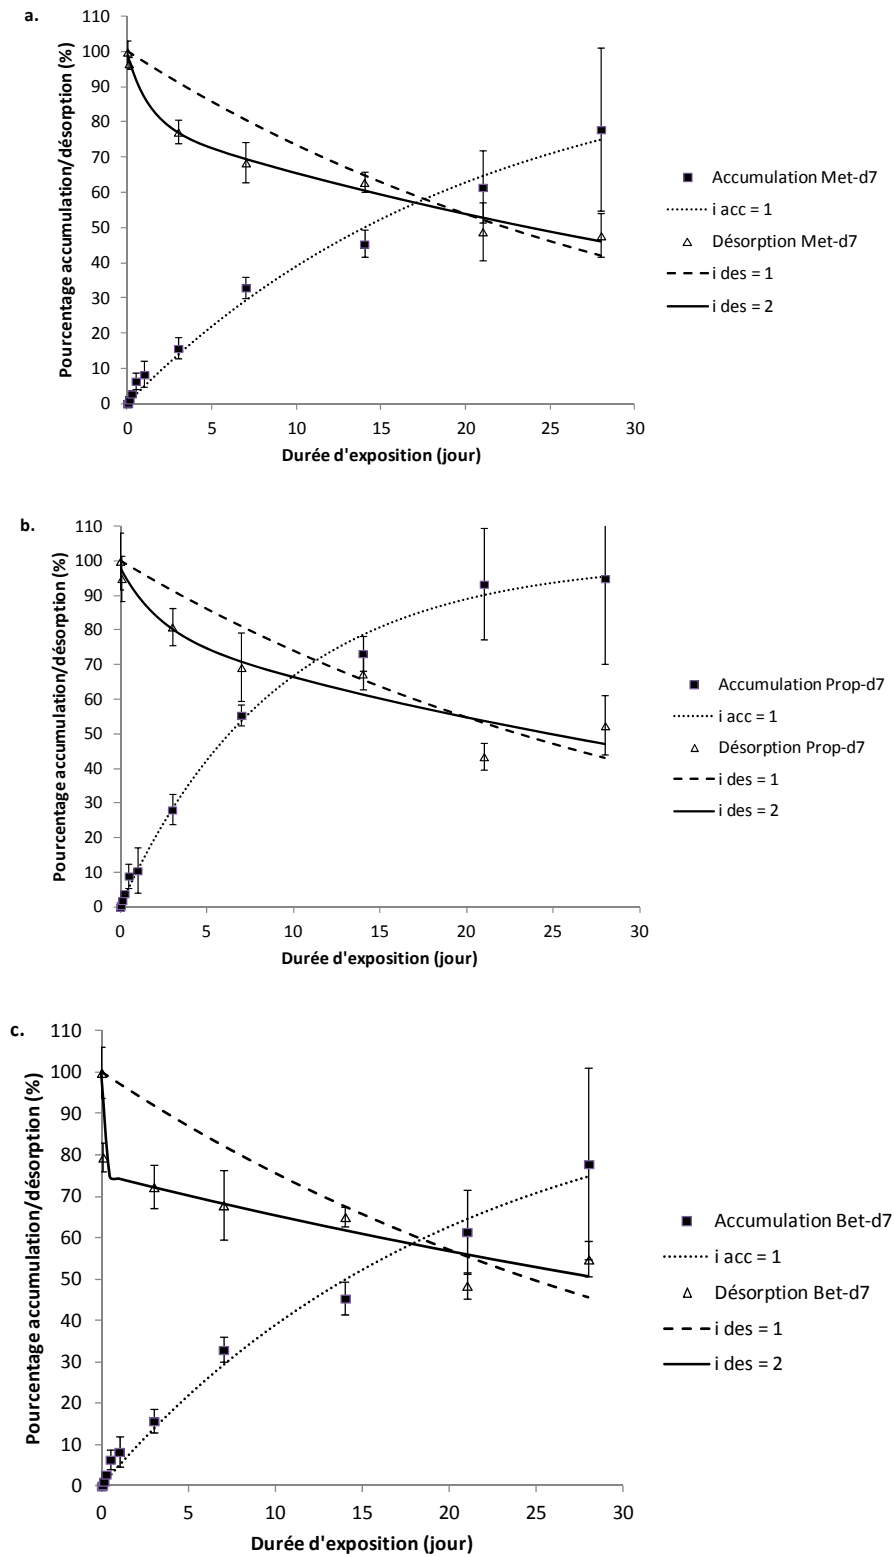 a.
Pourcentage accumulation/désorption (%)
110
100
90
80
70
60
50
40
30
20
10
0
0 5 10 15 20 25 30
Durée d'exposition (jour)
Accumulation Met-d7
i acc = 1
Désorption Met-d7
i des = 1
i des = 2
b.
Pourcentage accumulation/désorption (%)
110
100
90
80
70
60
50
40
30
20
10
0
0 5 10 15 20 25 30
Durée d'exposition (jour)
Accumulation Prop-d7
i acc = 1
Désorption Prop-d7
i des = 1
i des = 2
c.
Pourcentage accumulation/désorption (%)
110
100
90
80
70
60
50
40
30
20
10
0
0 5 10 15 20 25 30
Durée d'exposition (jour)
Accumulation Bet-d7
i acc = 1
Désorption Bet-d7
i des = 1
i des = 2